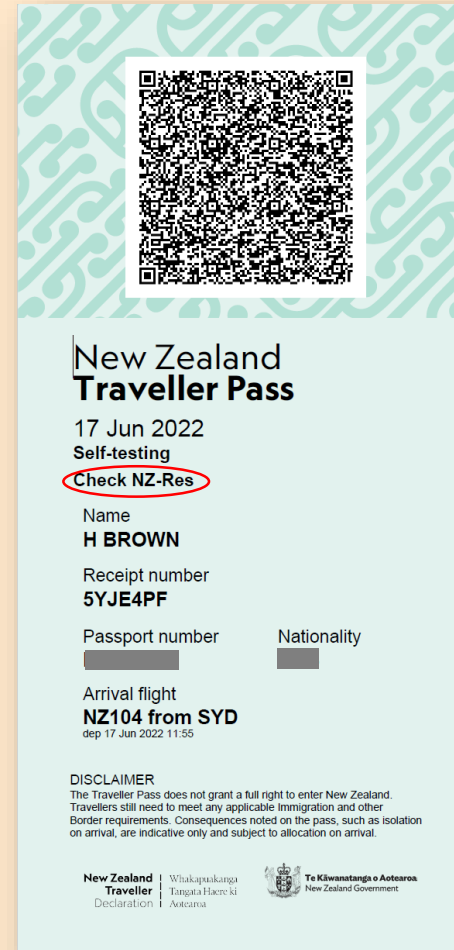 New Zealand
Traveller Pass
17 Jun 2022
Self-testing
Check NZ-Res
Name
H BROWN
Receipt number
5YJE4PF
Passport number Nationality
Arrival flight
NZ104 from SYD
dep 17 Jun 2022 11:55
DISCLAIMER
The Traveller Pass does not grant a full right to enter New Zealand.
Travellers still need to meet any applicable Immigration and other
Border requirements. Consequences noted on the pass, such as isolation
on arrival, are indicative only and subject to allocation on arrival.
New Zealand
Traveller
Declaration
Whakapuakanga
Tangata Haere ki
Aotearoa
Te Kāwanatanga o Aotearoa
New Zealand Government